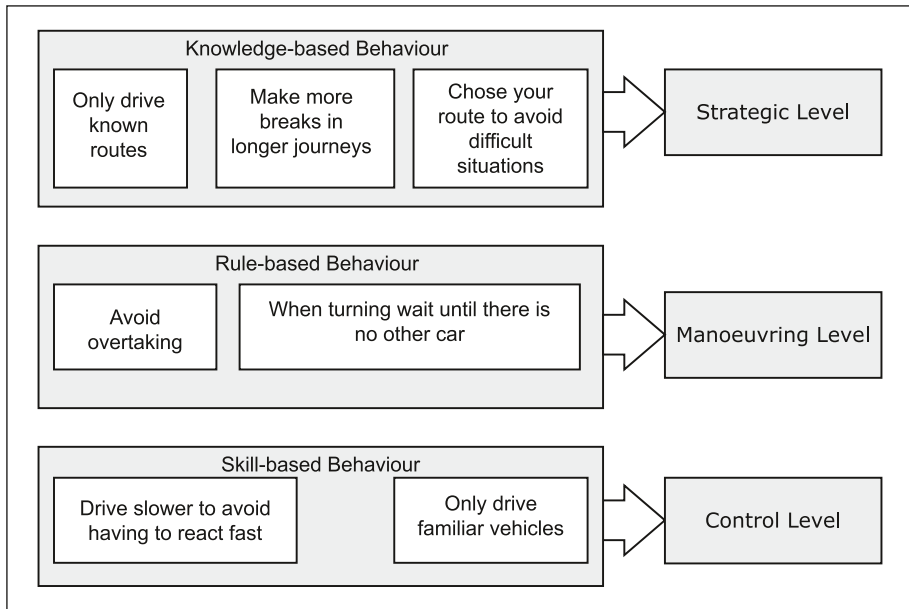 Knowledge-based Behaviour
Only drive
known
routes
Make more
breaks in
longer journeys
Chose your
route to avoid
difficult
situations
Strategic Level
Rule-based Behaviour
Avoid
overtaking
When turning wait until there is
no other car
Manoeuvring Level
Skill-based Behaviour
Drive slower to avoid
having to react fast
Only drive
familiar vehicles
Control Level